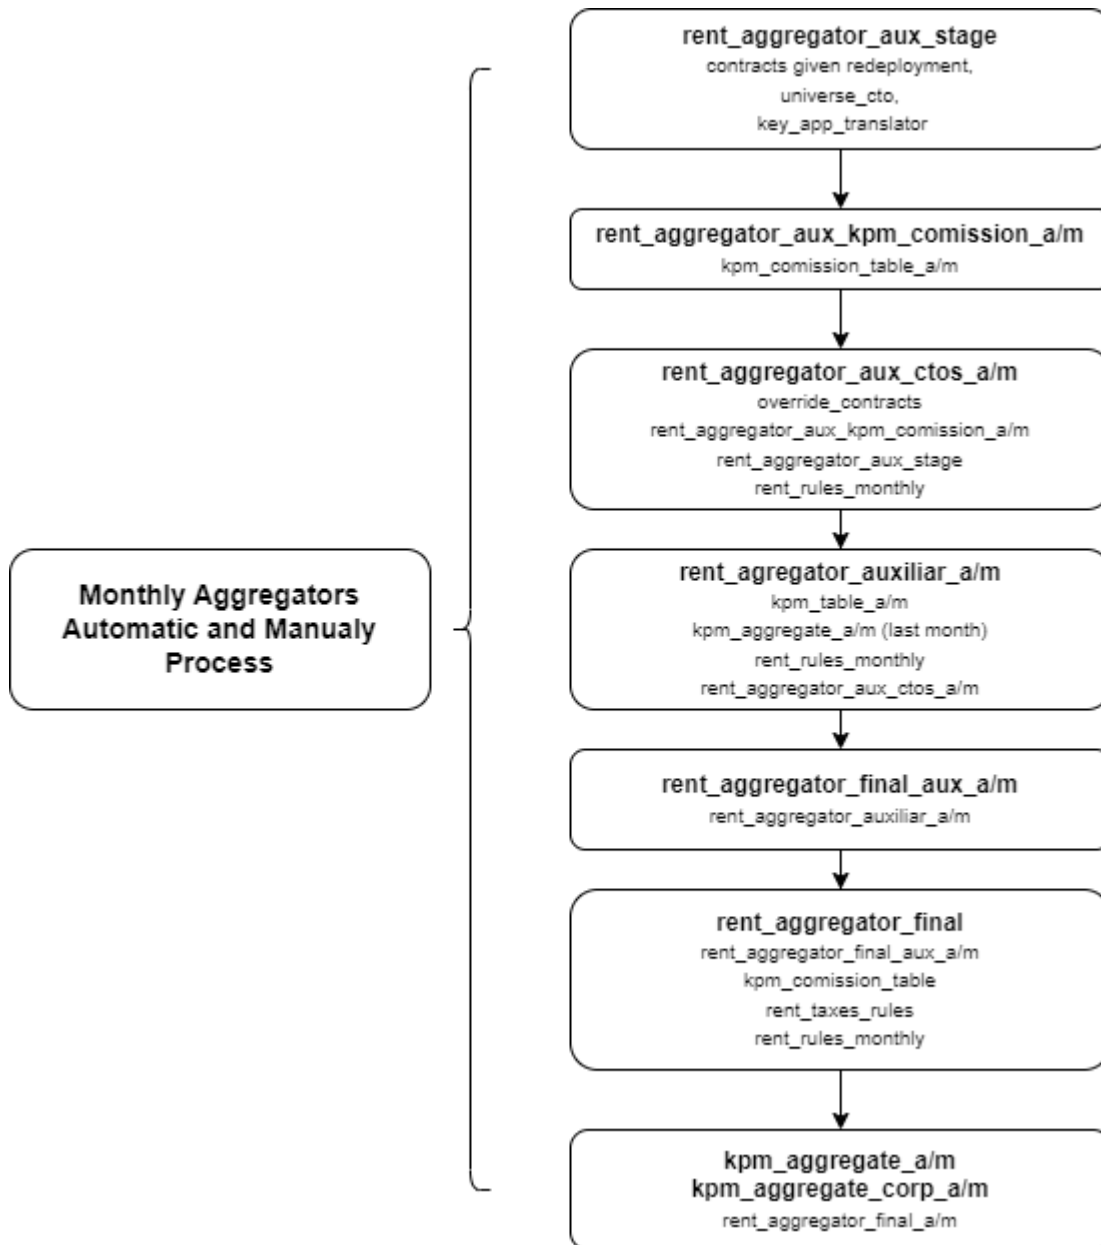 rent_aggregator_aux_stage
contracts given redeployment,
universe_cto,
key_app_translator
rent_aggregator_aux_kpm_comission_a/m
kpm_comission_table_a/m
rent_aggregator_aux_ctos_a/m
override_contracts
rent_aggregator_aux_kpm_comission_a/m
rent_aggregator_aux_stage
rent_rules_monthly
Monthly Aggregators
Automatic and Manualy
Process
rent_agregator_auxiliar_a/m
kpm_table_a/m
kpm_aggregate_a/m (last month)
rent_rules_monthly
rent_aggregator_aux_ctos_a/m
rent_aggregator_final_aux_a/m
rent_aggregator_auxiliar_a/m
rent_aggregator_final
rent_aggregator_final_aux_a/m
kpm_comission_table
rent_taxes_rules
rent_rules_monthly
kpm_aggregate_a/m
kpm_aggregate_corp_a/m
rent_aggregator_final_a/m